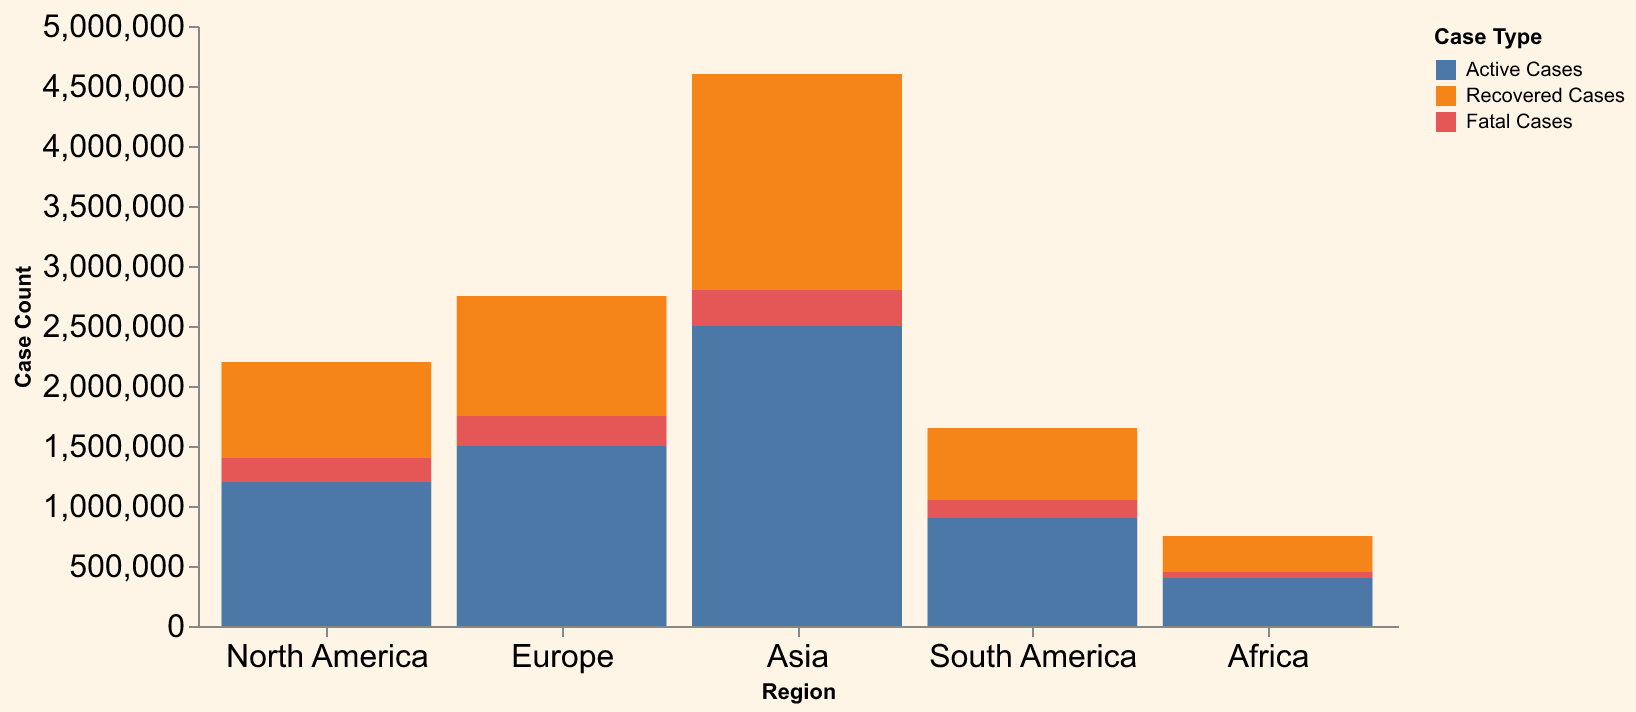 5,000,000
4,500,000
4,000,000
3,500,000
3,000,000
2,500,000
2,000,000
1,500,000
1,000,000
500,000
0
Case Count
North America
Europe
Asia
South America
Africa
Region
Case Type
Active Cases
Recovered Cases
Fatal Cases